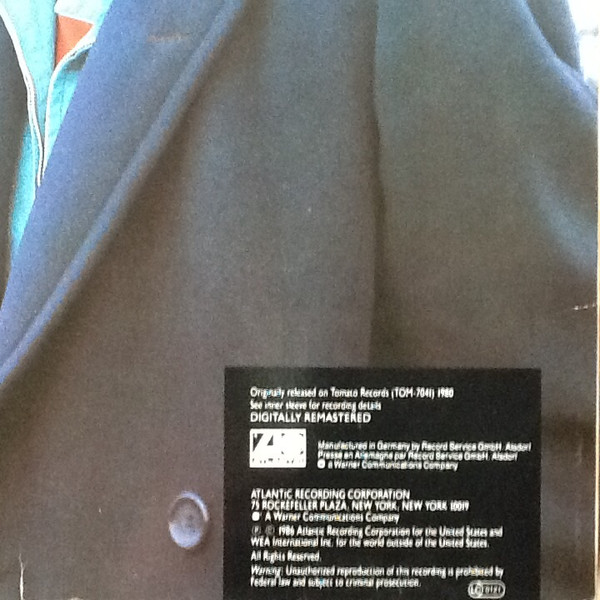 Originally released on Tomato Records (TOM-7041) 1980
See inner sleeve for recording details
DIGITALLY REMASTERED
Manufactured in Germany by Record Service GmbH, Alsdorf
Presse en Allemagne par Record Service GmbH, Alsdorf
a Warner Communications Company
ATLANTIC RECORDING CORPORATION
75 ROCKEFELLER PLAZA, NEW YORK, NEW YORK 10019
A Warner Communications Company
℗ © 1986 Atlantic Recording Corporation for the United States and
WEA International Inc. for the world outside of the United States.
All Rights Reserved.
Warning: Unauthorized reproduction of this recording is prohibited by
Federal law and subject to criminal prosecution.